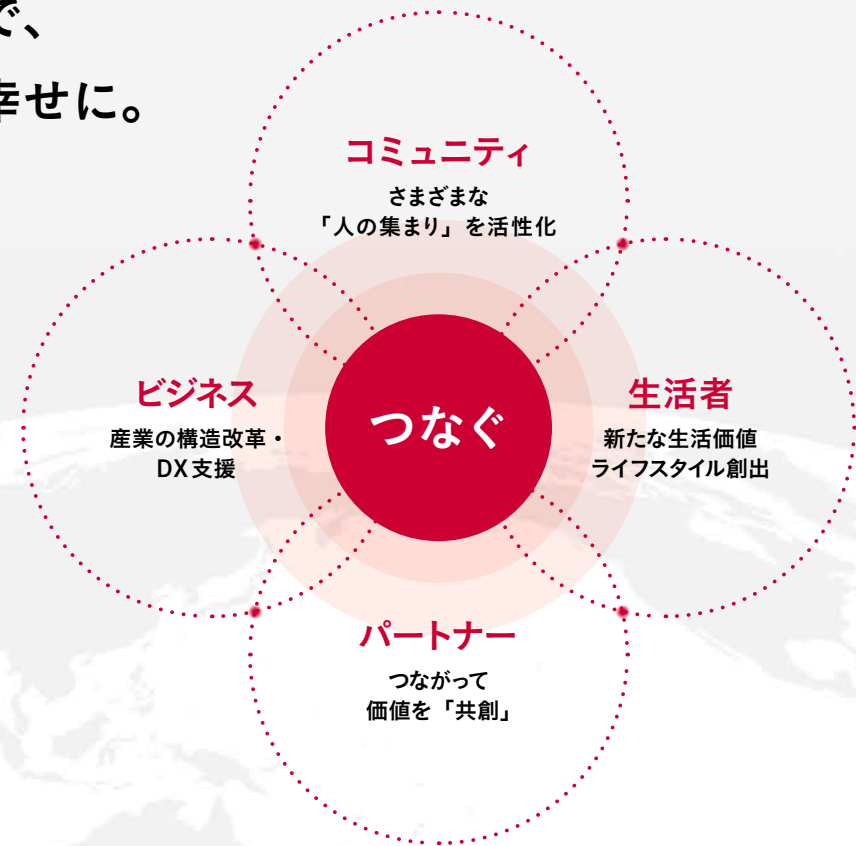 で、
幸せに。
コミュニティ
さまざまな
「人の集まり」を活性化
ビジネス
産業の構造改革・
DX支援
つなぐ
生活者
新たな生活価値
ライフスタイル創出
パートナー
つながって
価値を「共創」